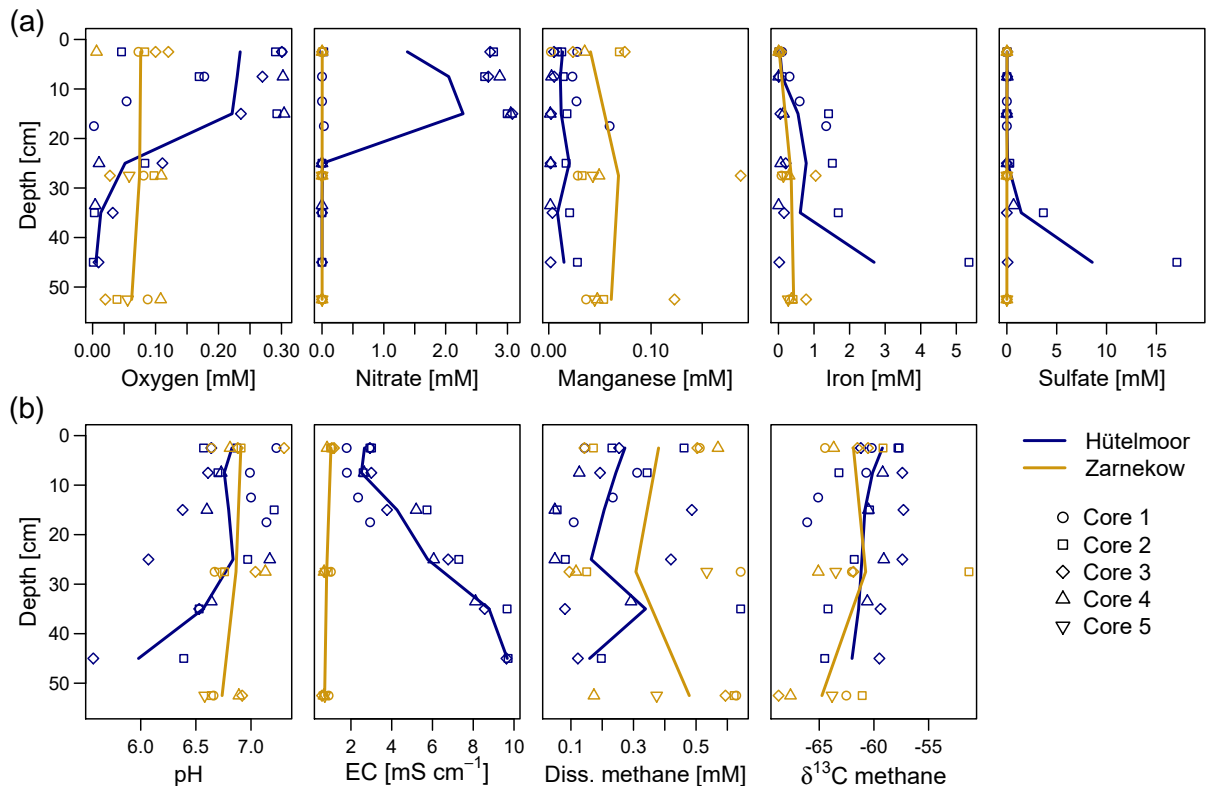 (a)
0
10
20
30
40
50
Depth [cm]
0.00 0.10 0.20 0.30
Oxygen [mM]
0.0 1.0 2.0 3.0
Nitrate [mM]
0.00 0.10
Manganese [mM]
0 1 2 3 4 5
Iron [mM]
0 5 10 15
Sulfate [mM]
(b)
0
10
20
30
40
50
Depth [cm]
6.0 6.6 7.0
pH
2 4 6 8 10
EC [mS cm⁻¹]
0.1 0.3 0.5
Diss. methane [mM]
-65 -60 -55
δ¹³C methane
Hütelmoor
Zarnekow
Core 1
Core 2
Core 3
Core 4
Core 5